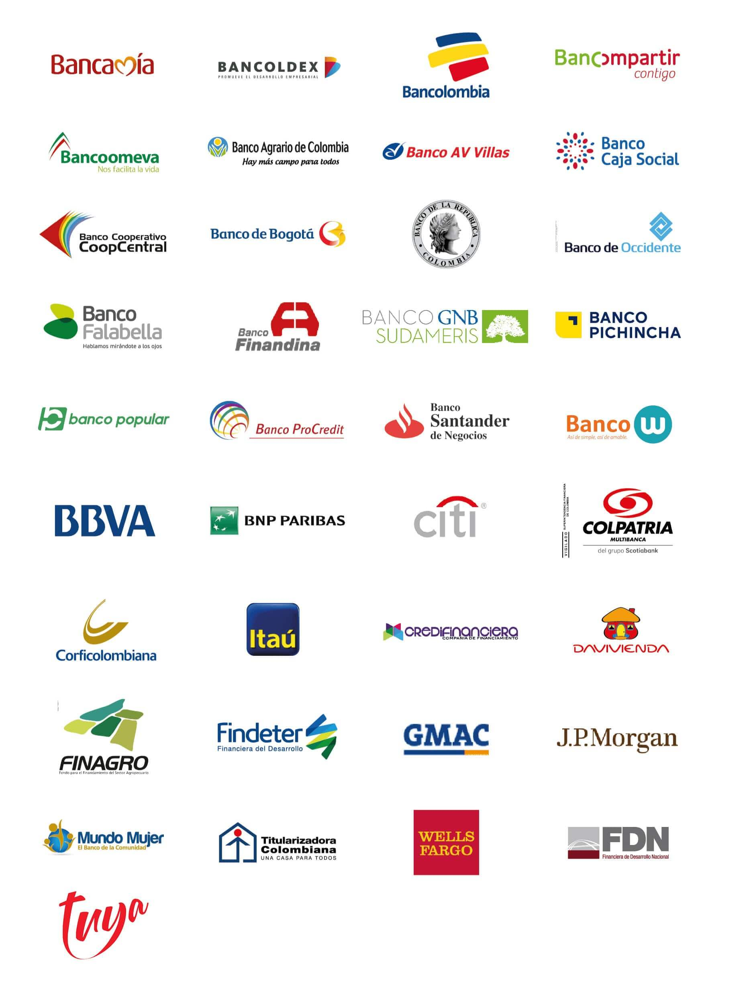 Bancamía
BANCOLDEX
PROMUEVE EL DESARROLLO EMPRESARIAL
Bancolombia
Bancompartir
contigo
Bancoomeva
Nos facilita la vida
Banco Agrario de Colombia
Hay más campo para todos
Banco AV Villas
Banco
Caja Social
Banco Cooperativo
CoopCentral
Banco de Bogotá
BANCO DE LA REPUBLICA
COLOMBIA
Banco de Occidente
Banco
Falabella
Hablamos mirándote a los ojos
Banco
Finandina
BANCO GNB
SUDAMERIS
BANCO
PICHINCHA
banco popular
Banco ProCredit
Banco
Santander
de Negocios
Banco W
Así de simple, así de amable.
BBVA
BNP PARIBAS
citi®
VIGILADO SUPERINTENDENCIA FINANCIERA
DE COLOMBIA
COLPATRIA
MULTIBANCA
del grupo Scotiabank
Corficolombiana
Itaú
CREDIFINANCIERA
COMPAÑIA DE FINANCIAMIENTO
DAVIVIENDA
FINAGRO
Fondo para el Financiamiento del Sector Agropecuario
Findeter
Financiera del Desarrollo
GMAC
J.P.Morgan
Mundo Mujer
El Banco de la Comunidad
Titularizadora
Colombiana
UNA CASA PARA TODOS
WELLS
FARGO
FDN
Financiera de Desarrollo Nacional
tuya